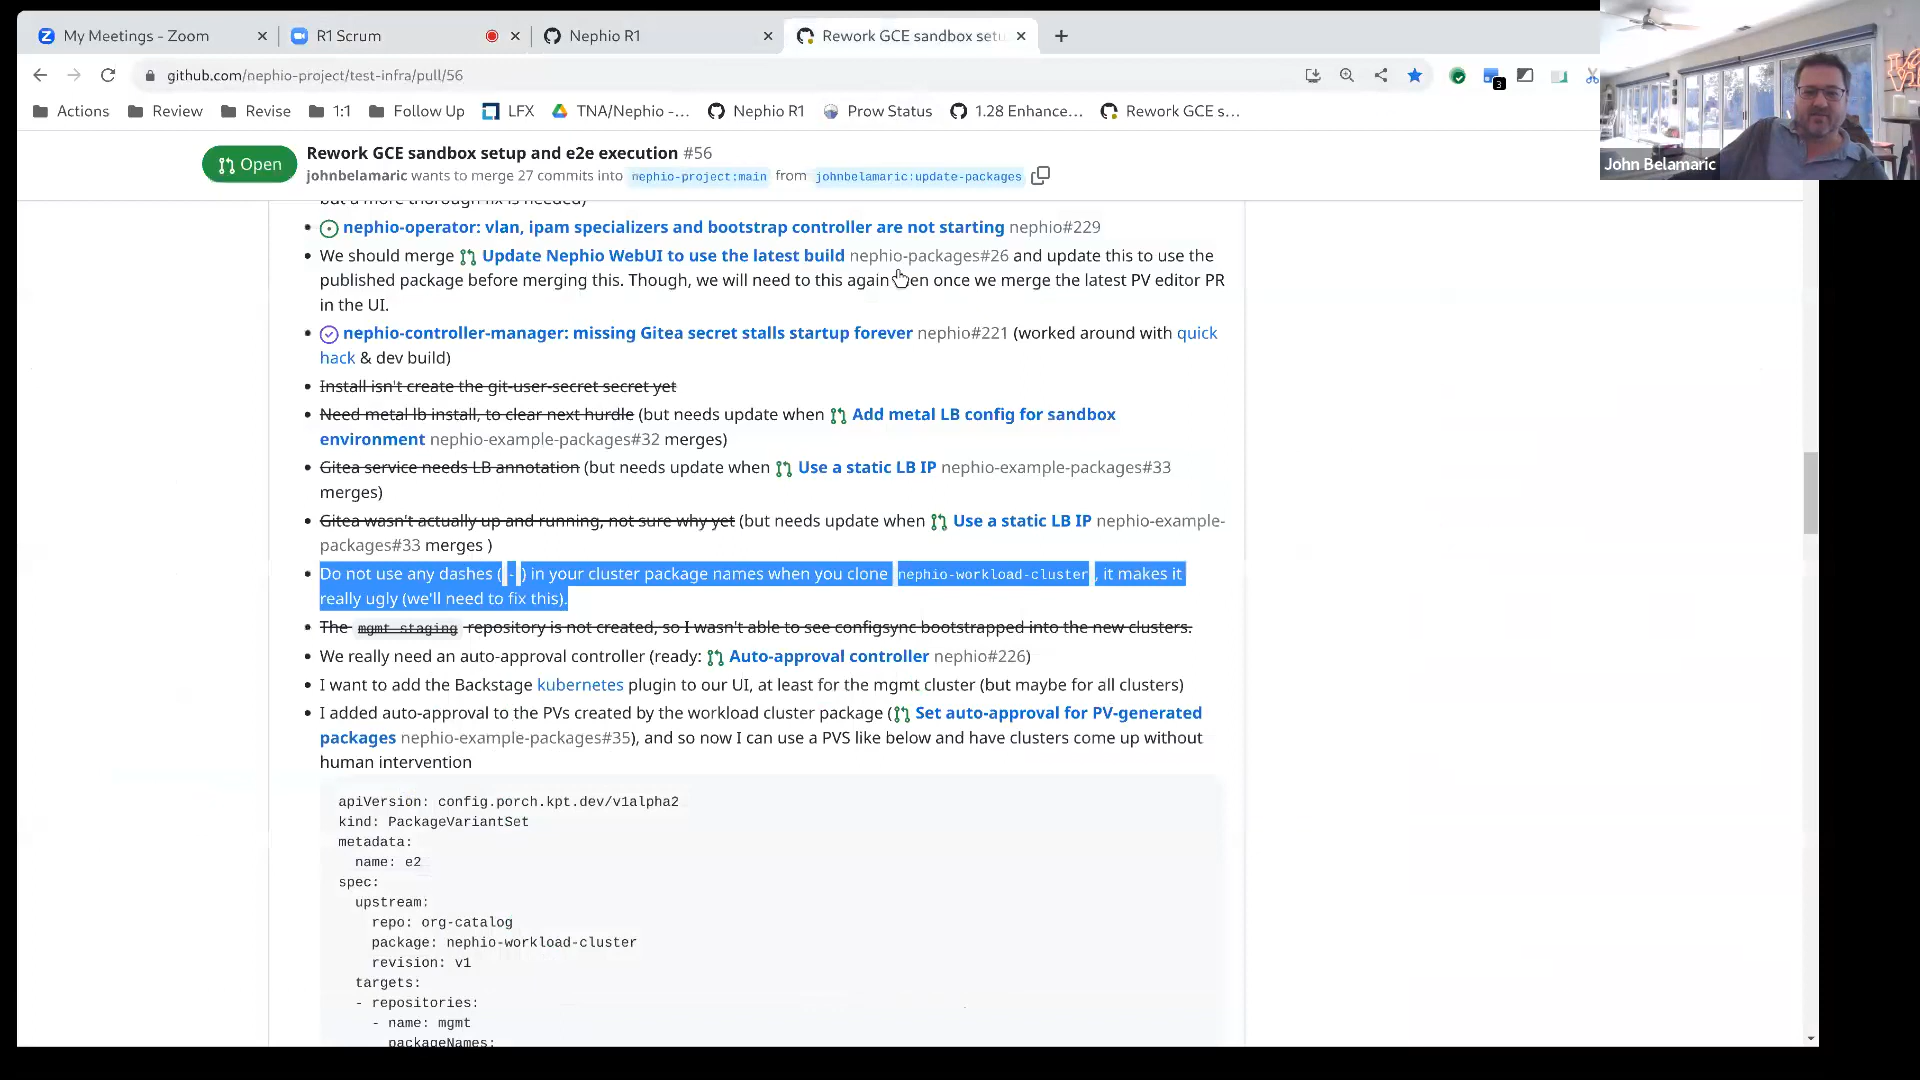 My Meetings - Zoom
R1 Scrum
Nephio R1
Rework GCE sandbox setu
github.com/nephio-project/test-infra/pull/56
3
Actions
Review
Revise
1:1
Follow Up
LFX
TNA/Nephio -...
Nephio R1
Prow Status
1.28 Enhance...
Rework GCE s...
John Belamaric
Open
Rework GCE sandbox setup and e2e execution #56
johnbelamaric wants to merge 27 commits into nephio-project:main from johnbelamaric:update-packages
but a more thorough fix is needed)
nephio-operator: vlan, ipam specializers and bootstrap controller are not starting nephio#229
We should merge Update Nephio WebUI to use the latest build nephio-packages#26 and update this to use the
published package before merging this. Though, we will need to this again en once we merge the latest PV editor PR
in the UI.
nephio-controller-manager: missing Gitea secret stalls startup forever nephio#221 (worked around with quick
hack & dev build)
Install isn't create the git-user-secret secret yet
Need metal lb install, to clear next hurdle (but needs update when Add metal LB config for sandbox
environment nephio-example-packages#32 merges)
Gitea service needs LB annotation (but needs update when Use a static LB IP nephio-example-packages#33
merges)
Gitea wasn't actually up and running, not sure why yet (but needs update when Use a static LB IP nephio-example-
packages#33 merges )
Do not use any dashes ( - ) in your cluster package names when you clone nephio-workload-cluster , it makes it
really ugly (we'll need to fix this).
The mgmt-staging repository is not created, so I wasn't able to see configsync bootstrapped into the new clusters.
We really need an auto-approval controller (ready: Auto-approval controller nephio#226)
I want to add the Backstage kubernetes plugin to our UI, at least for the mgmt cluster (but maybe for all clusters)
I added auto-approval to the PVs created by the workload cluster package ( Set auto-approval for PV-generated
packages nephio-example-packages#35), and so now I can use a PVS like below and have clusters come up without
human intervention
apiVersion: config.porch.kpt.dev/v1alpha2
kind: PackageVariantSet
metadata:
name: e2
spec:
upstream:
repo: org-catalog
package: nephio-workload-cluster
revision: v1
targets:
- repositories:
- name: mgmt
packageNames: